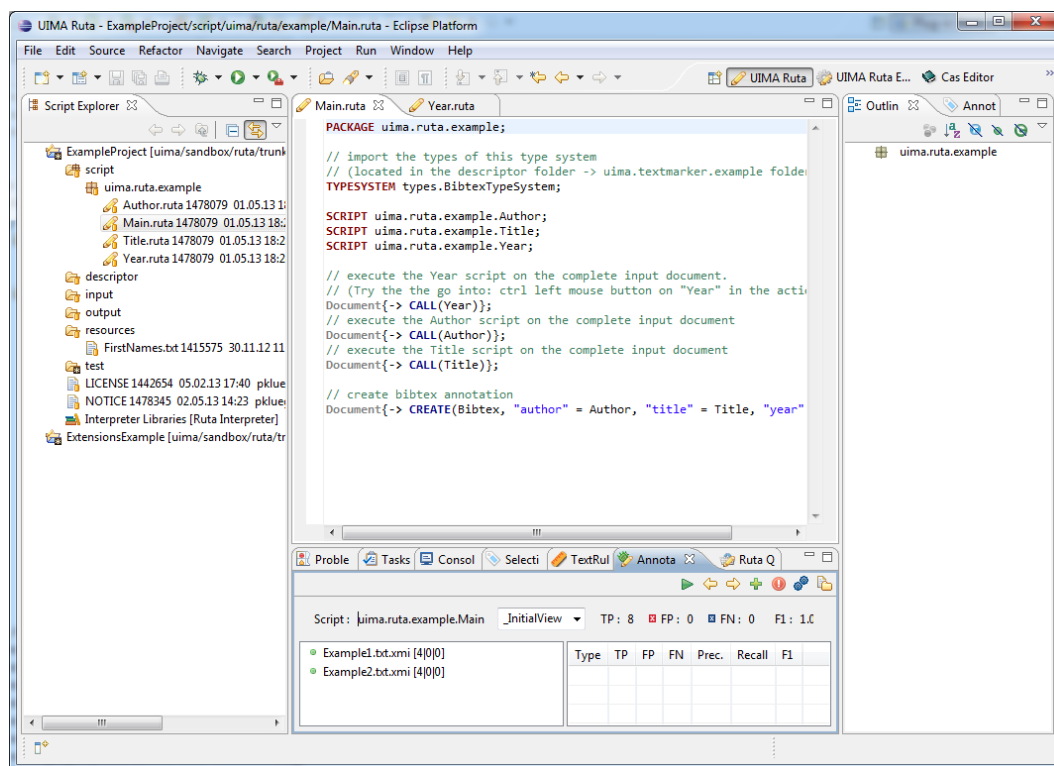 UIMA Ruta - ExampleProject/script/uima/ruta/example/Main.ruta - Eclipse Platform
File Edit Source Refactor Navigate Search Project Run Window Help
UIMA Ruta UIMA Ruta E... Cas Editor
Script Explorer
ExampleProject [uima/sandbox/ruta/trunk
script
uima.ruta.example
Author.ruta 1478079 01.05.13 18:
Main.ruta 1478079 01.05.13 18:2
Title.ruta 1478079 01.05.13 18:2
Year.ruta 1478079 01.05.13 18:2
descriptor
input
output
resources
FirstNames.txt 1415575 30.11.12 11
test
LICENSE 1442654 05.02.13 17:40 pklue
NOTICE 1478345 02.05.13 14:23 pklue
Interpreter Libraries [Ruta Interpreter]
ExtensionsExample [uima/sandbox/ruta/tr
Main.ruta Year.ruta
PACKAGE uima.ruta.example;
// import the types of this type system
// (located in the descriptor folder -> uima.textmarker.example folde
TYPESYSTEM types.BibtexTypeSystem;
SCRIPT uima.ruta.example.Author;
SCRIPT uima.ruta.example.Title;
SCRIPT uima.ruta.example.Year;
// execute the Year script on the complete input document.
// (Try the the go into: ctrl left mouse button on "Year" in the acti
Document{-> CALL(Year)};
// execute the Author script on the complete input document
Document{-> CALL(Author)};
// execute the Title script on the complete input document
Document{-> CALL(Title)};
// create bibtex annotation
Document{-> CREATE(Bibtex, "author" = Author, "title" = Title, "year"
Outlin Annot
uima.ruta.example
Proble Tasks Consol Selecti TextRul Annota Ruta Q
Script: uima.ruta.example.Main _InitialView TP: 8 FP: 0 FN: 0 F1: 1.0
Example1.txt.xmi [4|0|0]
Example2.txt.xmi [4|0|0]
Type TP FP FN Prec. Recall F1